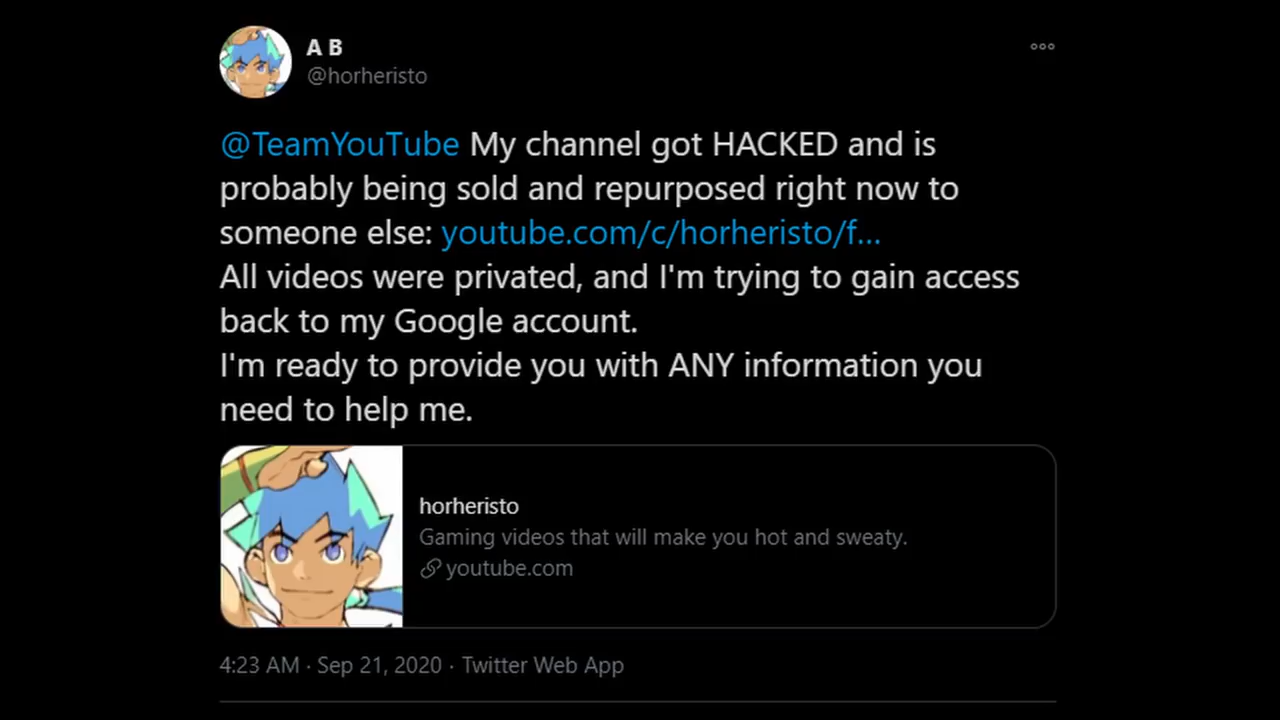 A B
@horheristo
@TeamYouTube My channel got HACKED and is
probably being sold and repurposed right now to
someone else: youtube.com/c/horheristo/f...
All videos were privated, and I'm trying to gain access
back to my Google account.
I'm ready to provide you with ANY information you
need to help me.
horheristo
Gaming videos that will make you hot and sweaty.
youtube.com
4:23 AM · Sep 21, 2020 · Twitter Web App